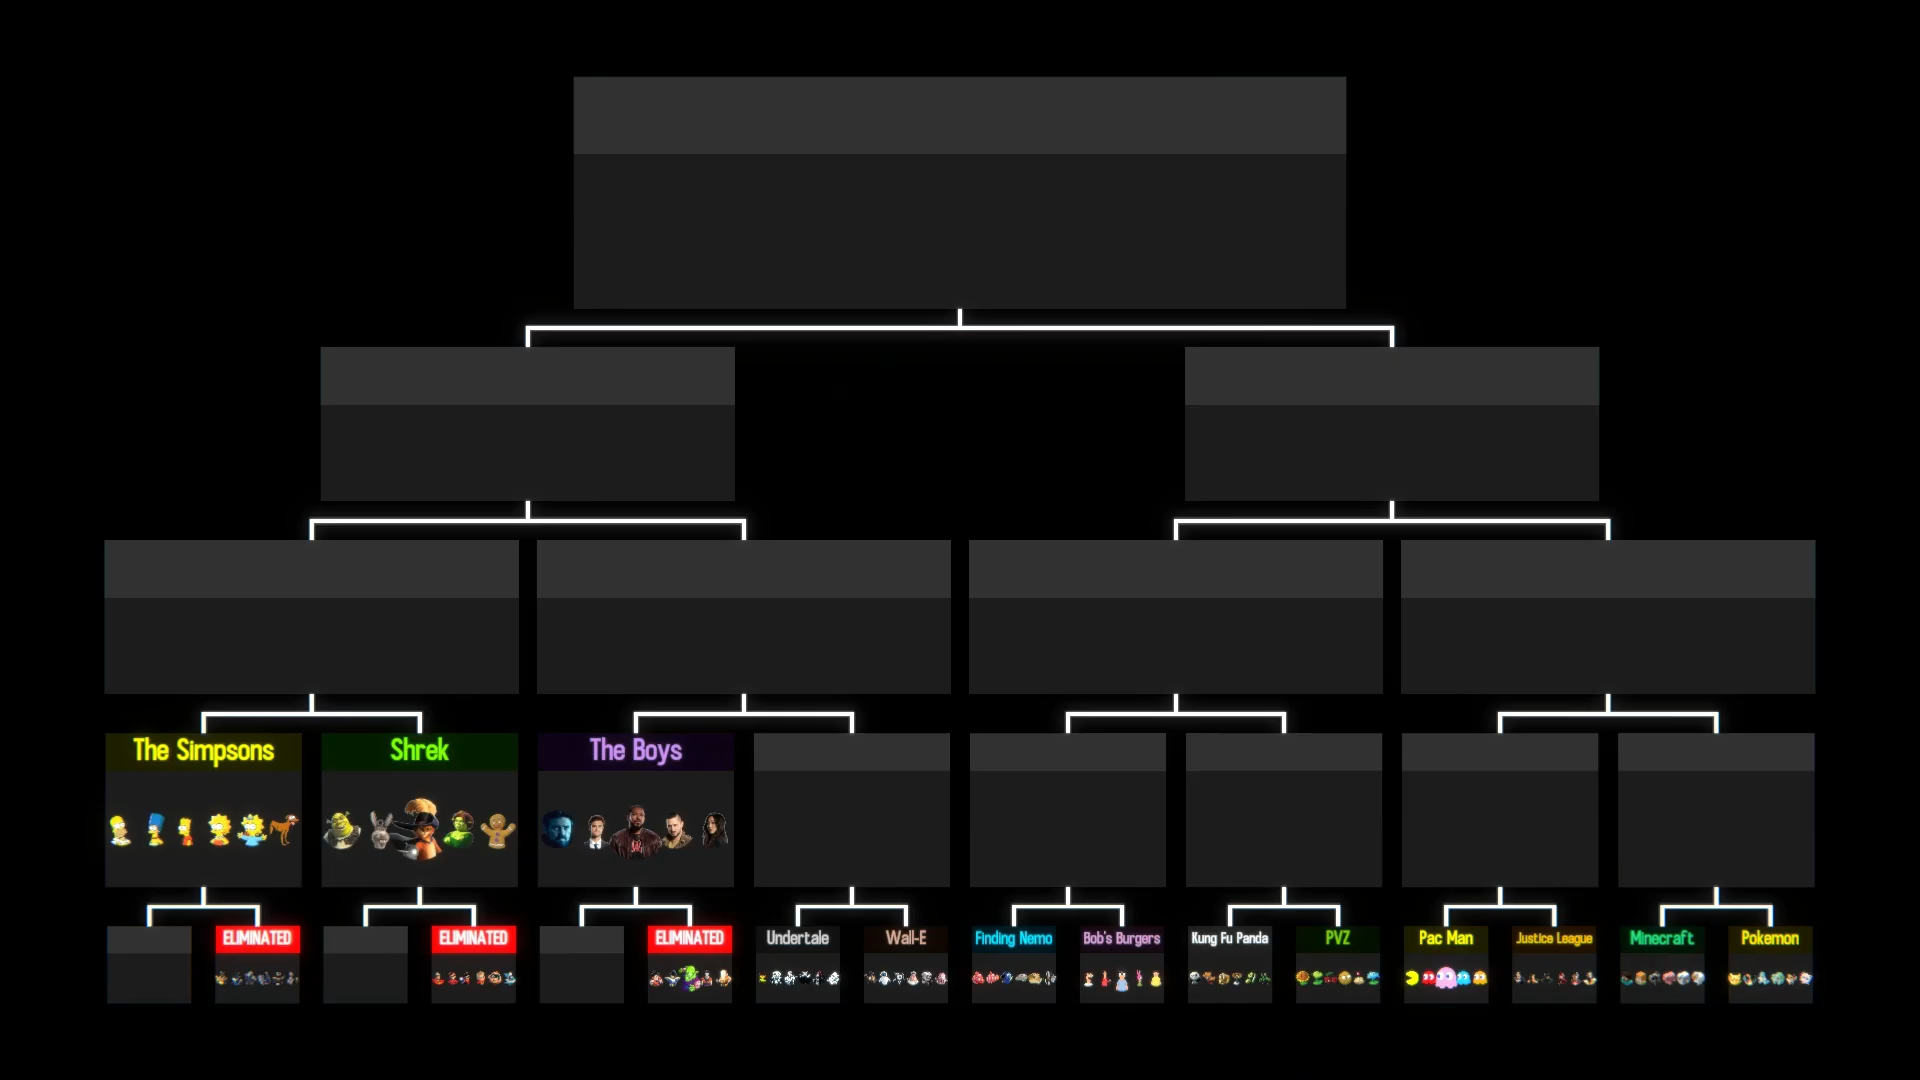 The Simpsons
Shrek
The Boys
ELIMINATED
ELIMINATED
ELIMINATED
Undertale
Wall-E
Finding Nemo
Bob's Burgers
Kung Fu Panda
PVZ
Pac Man
Justice League
Minecraft
Pokemon